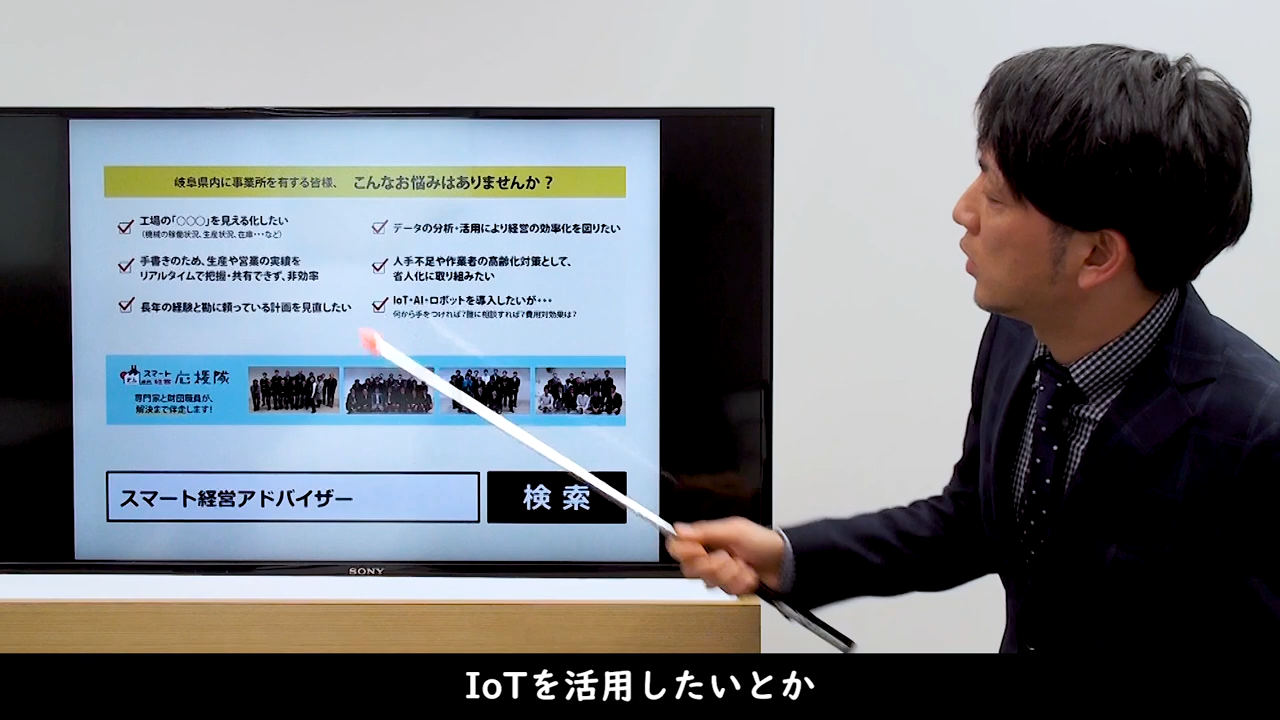 岐阜県内に事業所を有する皆様、 こんなお悩みはありませんか？
工場の「○○○」を見える化したい
（機械の稼働状況、生産状況、在庫・・・など）
手書きのため、生産や営業の実績を
リアルタイムで把握・共有できず、非効率
長年の経験と勘に頼っている計画を見直したい
データの分析・活用により経営の効率化を図りたい
人手不足や作業者の高齢化対策として、
省人化に取り組みたい
IoT・AI・ロボットを導入したいが・・・
何から手をつければ？誰に相談すれば？費用対効果は？
スマート
経営 応援隊
専門家と財団職員が、
解決まで伴走します！
スマート経営アドバイザー 検索
SONY
IoTを活用したいとか